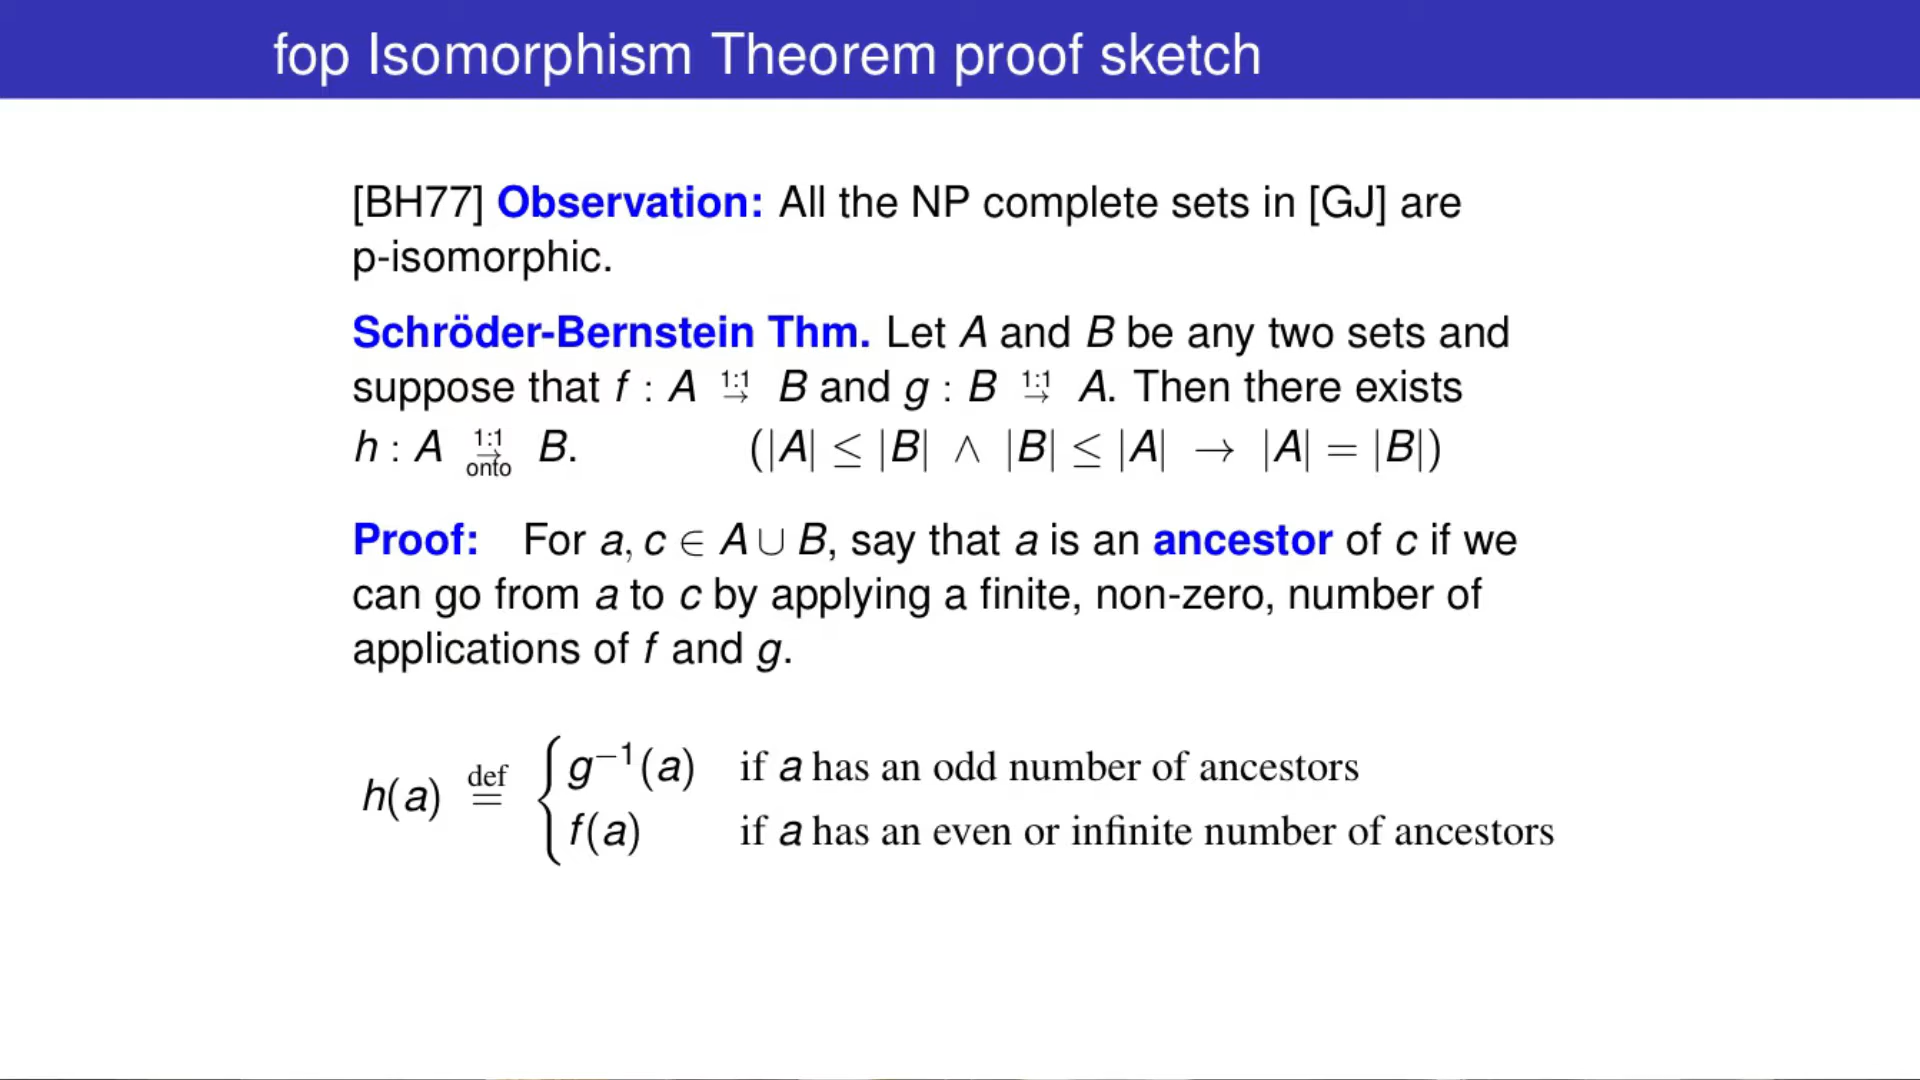 fop Isomorphism Theorem proof sketch
[BH77] Observation: All the NP complete sets in [GJ] are
p-isomorphic.
Schröder-Bernstein Thm. Let A and B be any two sets and
suppose that f : A 1:1→ B and g : B 1:1→ A. Then there exists
h : A 1:1→onto B. (|A| ≤ |B| ∧ |B| ≤ |A| → |A| = |B|)
Proof: For a, c ∈ A ∪ B, say that a is an ancestor of c if we
can go from a to c by applying a finite, non-zero, number of
applications of f and g.
h(a) def= { g⁻¹(a) if a has an odd number of ancestors
f(a) if a has an even or infinite number of ancestors